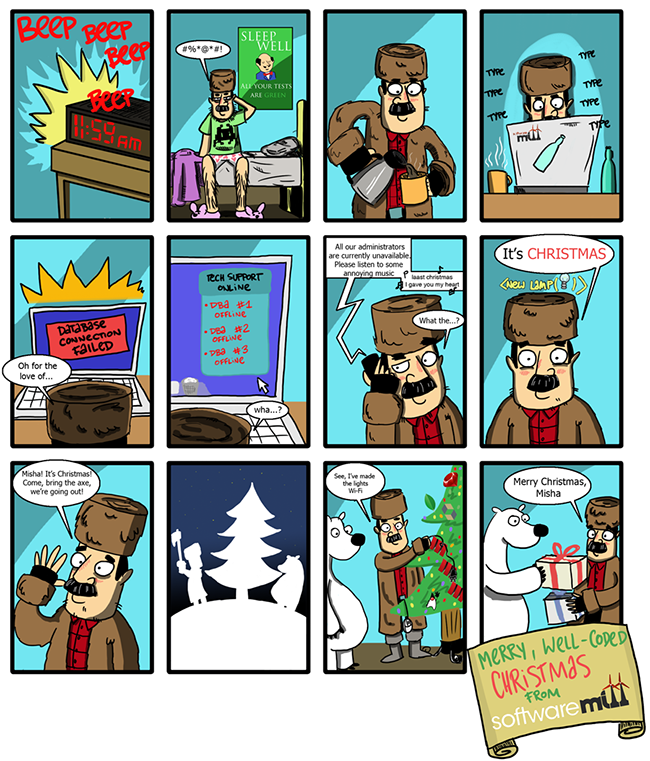 BEEP
BEEP
BEEP
BEEP
11:59 AM
#%*@*#!
SLEEP
WELL
ALL YOUR TESTS
ARE GREEN
TYPE
TYPE
TYPE
TYPE
TYPE
TYPE
TYPE
mill
DATABASE
CONNECTION
FAILED
Oh for the
love of...
TECH SUPPORT
ONLINE
• DBA #1
OFFLINE
• DBA #2
OFFLINE
• DBA #3
OFFLINE
wha...?
All our administrators
are currently unavailable.
Please listen to some
annoying music
laast christmas
I gave you my heart
What the...?
It's CHRISTMAS
<NEW LAMP( )>
Misha! It's Christmas!
Come, bring the axe,
we're going out!
See, I've made
the lights
Wi-Fi
Merry Christmas,
Misha
MERRY, WELL-CODED
CHRISTMAS
FROM
softwaremill